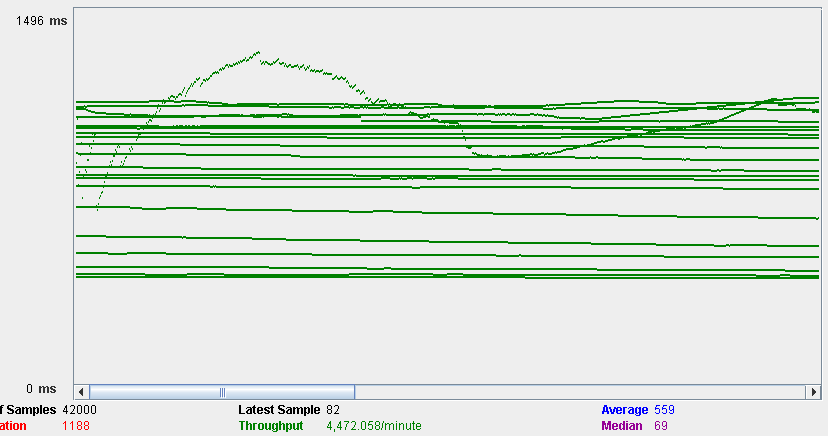 1496 ms
0 ms
f Samples 42000 Latest Sample 82 Average 559
ation 1188 Throughput 4,472.058/minute Median 69